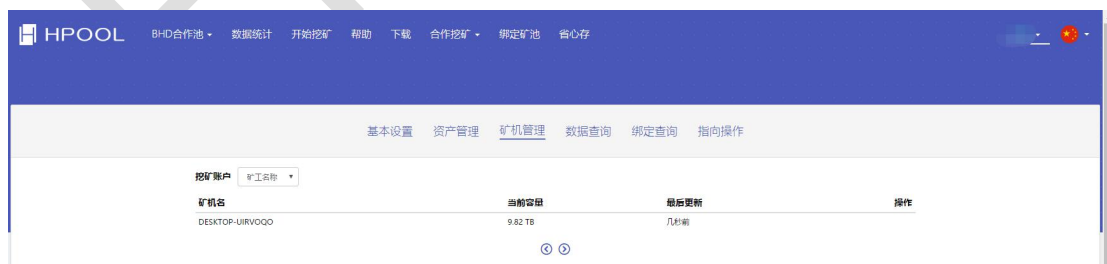 HPOOL BHD合作池 数据统计 开始挖矿 帮助 下载 合作挖矿 绑定矿池 省心存
基本设置 资产管理 矿机管理 数据查询 绑定查询 指向操作
挖矿账户 矿工名称
矿机名 当前容量 最后更新 操作
DESKTOP-UIRVOQO 9.82 TB 几秒前